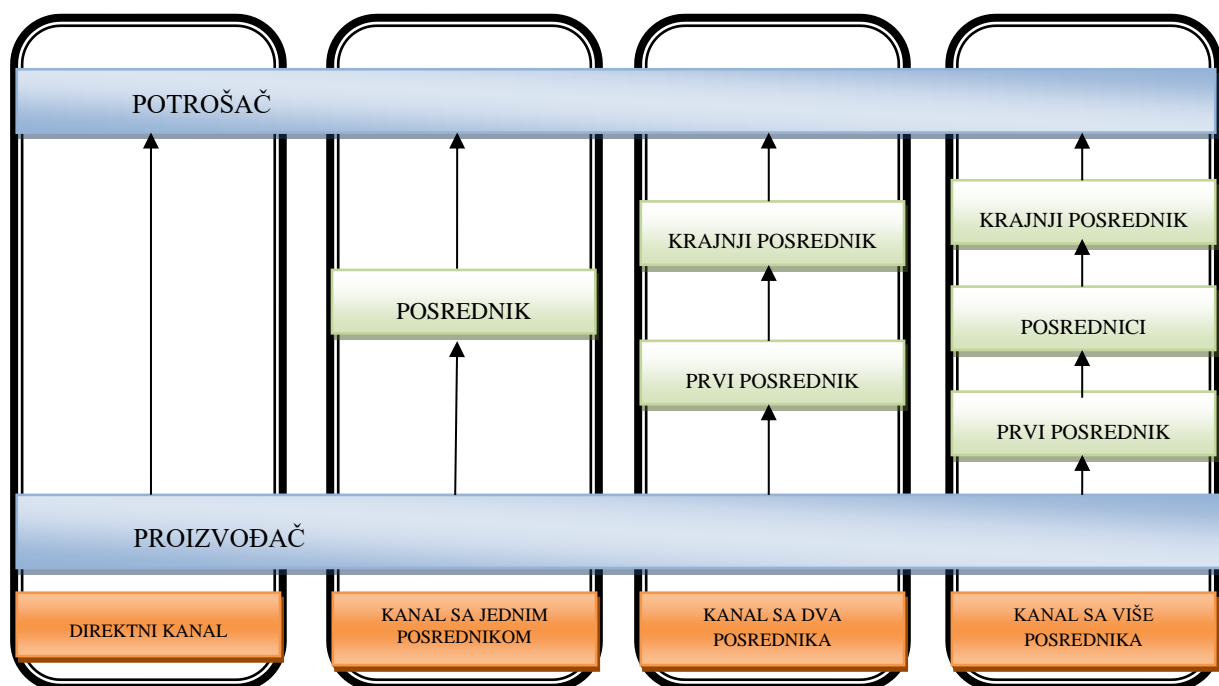 POTROŠAČ
KRAJNJI POSREDNIK
KRAJNJI POSREDNIK
POSREDNIK
POSREDNICI
PRVI POSREDNIK
PRVI POSREDNIK
PROIZVOĐAČ
DIREKTNI KANAL
KANAL SA JEDNIM
POSREDNIKOM
KANAL SA DVA
POSREDNIKA
KANAL SA VIŠE
POSREDNIKA